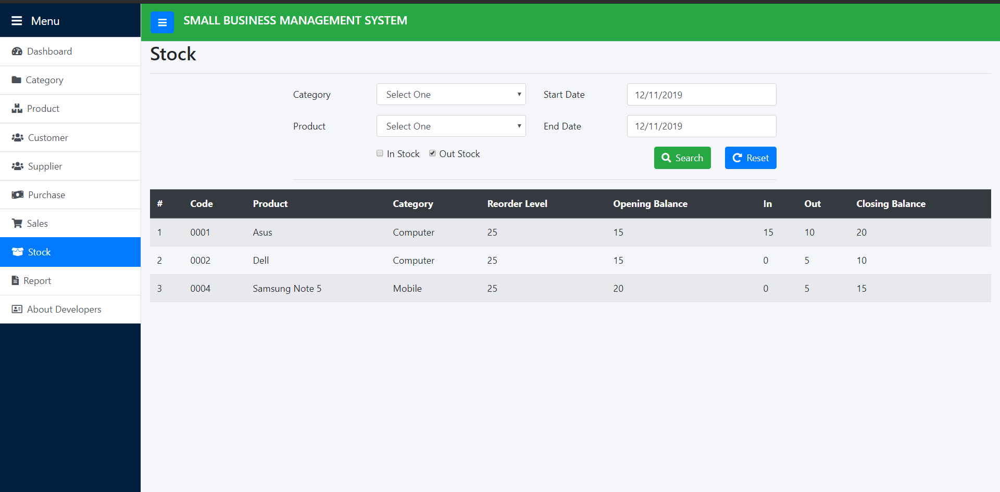 Menu
SMALL BUSINESS MANAGEMENT SYSTEM
Dashboard
Category
Product
Customer
Supplier
Purchase
Sales
Stock
Report
About Developers
Stock
Category Select One Start Date 12/11/2019
Product Select One End Date 12/11/2019
In Stock Out Stock Search Reset
# Code Product Category Reorder Level Opening Balance In Out Closing Balance
1 0001 Asus Computer 25 15 15 10 20
2 0002 Dell Computer 25 15 0 5 10
3 0004 Samsung Note 5 Mobile 25 20 0 5 15